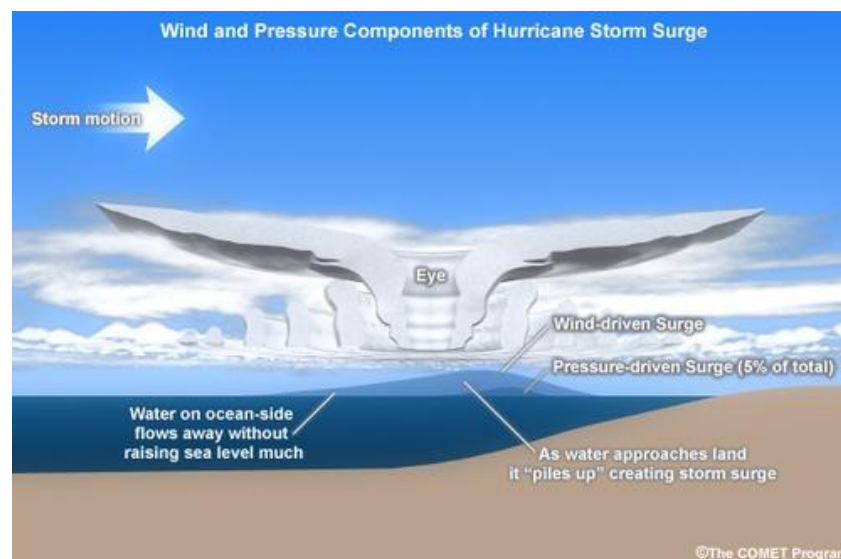 Wind and Pressure Components of Hurricane Storm Surge
Storm motion
Eye
Wind-driven Surge
Pressure-driven Surge (5% of total)
Water on ocean-side
flows away without
raising sea level much
As water approaches land
it “piles up” creating storm surge
©The COMET Program